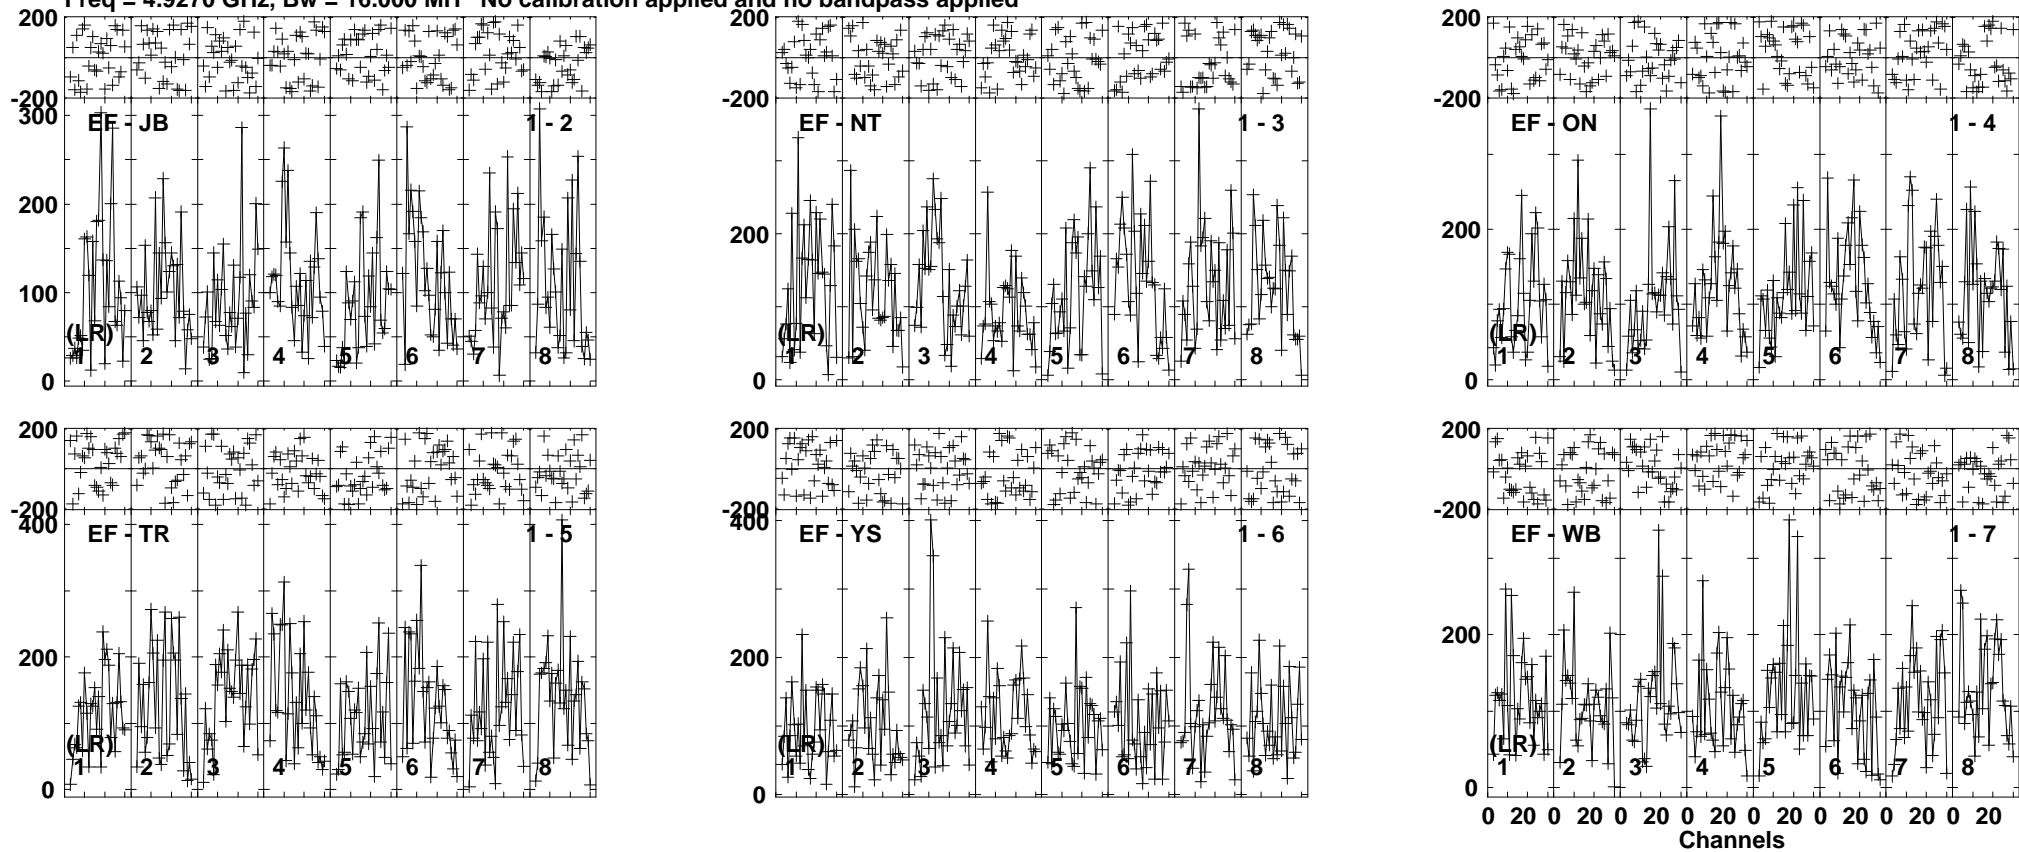 Freq = 4.9270 GHz, Bw = 16.000 MH No calibration applied and no bandpass applied
200 200 200
-200 -200 -200
300
EF - JB 1 - 2 EF - NT 1 - 3 EF - ON 1 - 4
200 200 200
100
(LR) (LR) (LR)
1 2 3 4 5 6 7 8 1 2 3 4 5 6 7 8 1 2 3 4 5 6 7 8
0 0 0
200 200 200
-200 -200 -200
400 400
EF - TR 1 - 5 EF - YS 1 - 6 EF - WB 1 - 7
200 200 200
(LR) (LR) (LR)
1 2 3 4 5 6 7 8 1 2 3 4 5 6 7 8 1 2 3 4 5 6 7 8
0 0 0
0 20 0 20 0 20 0 20 0 20 0 20 0 20 0 20
Channels